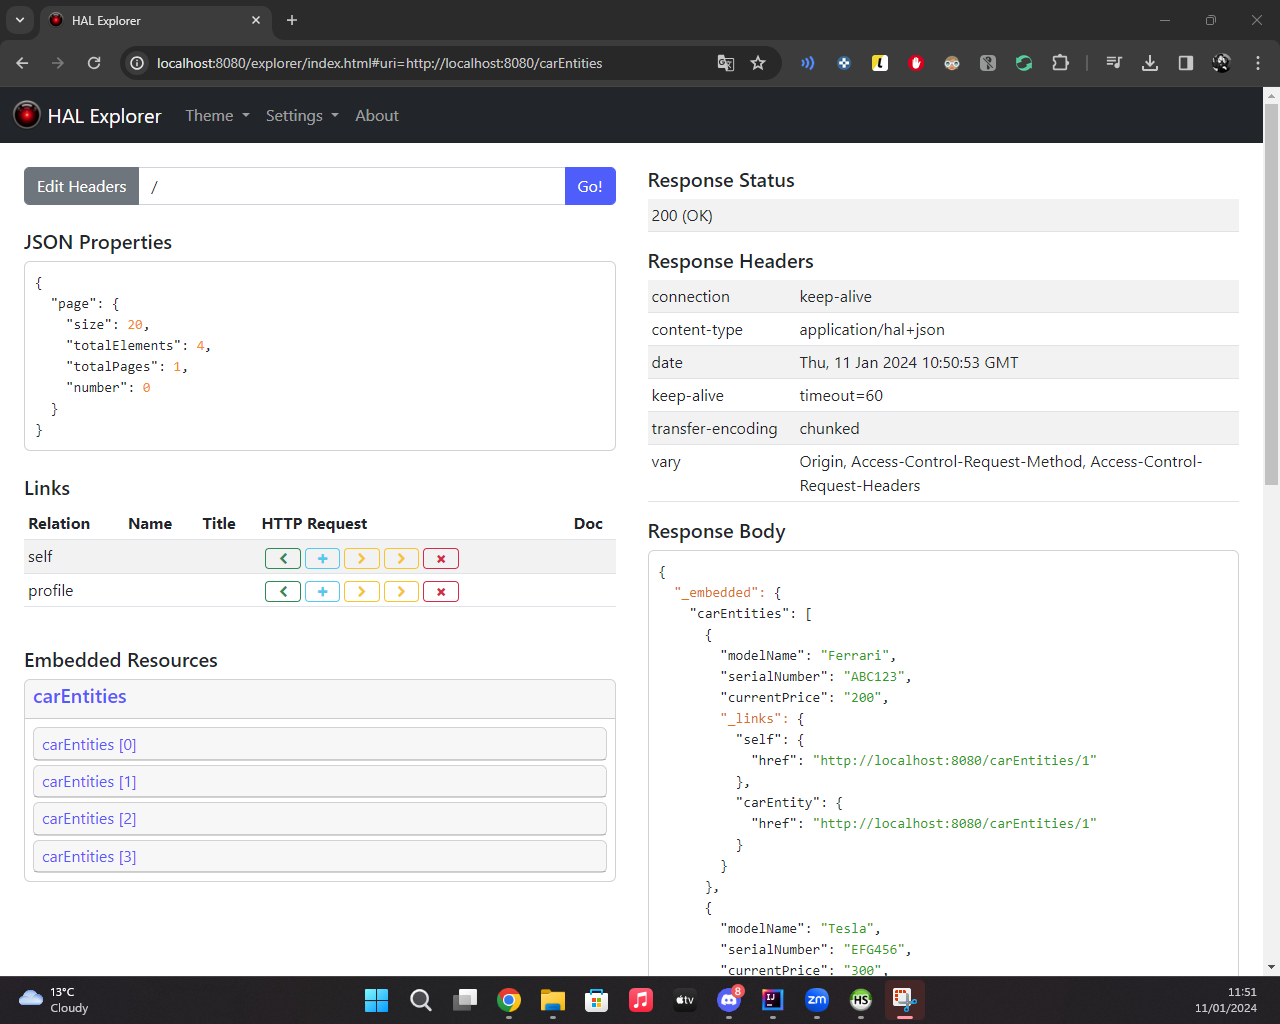 HAL Explorer
localhost:8080/explorer/index.html#uri=http://localhost:8080/carEntities
HAL Explorer
Theme
Settings
About
Edit Headers
/
Go!
JSON Properties
{
"page": {
"size": 20,
"totalElements": 4,
"totalPages": 1,
"number": 0
}
}
Links
Relation Name Title HTTP Request Doc
self
profile
Embedded Resources
carEntities
carEntities [0]
carEntities [1]
carEntities [2]
carEntities [3]
Response Status
200 (OK)
Response Headers
connection keep-alive
content-type application/hal+json
date Thu, 11 Jan 2024 10:50:53 GMT
keep-alive timeout=60
transfer-encoding chunked
vary Origin, Access-Control-Request-Method, Access-Control-
Request-Headers
Response Body
{
"_embedded": {
"carEntities": [
{
"modelName": "Ferrari",
"serialNumber": "ABC123",
"currentPrice": "200",
"_links": {
"self": {
"href": "http://localhost:8080/carEntities/1"
},
"carEntity": {
"href": "http://localhost:8080/carEntities/1"
}
}
},
{
"modelName": "Tesla",
"serialNumber": "EFG456",
"currentPrice": "300",
13°C
Cloudy
tv
8
IJ
zm
HS
11:51
11/01/2024